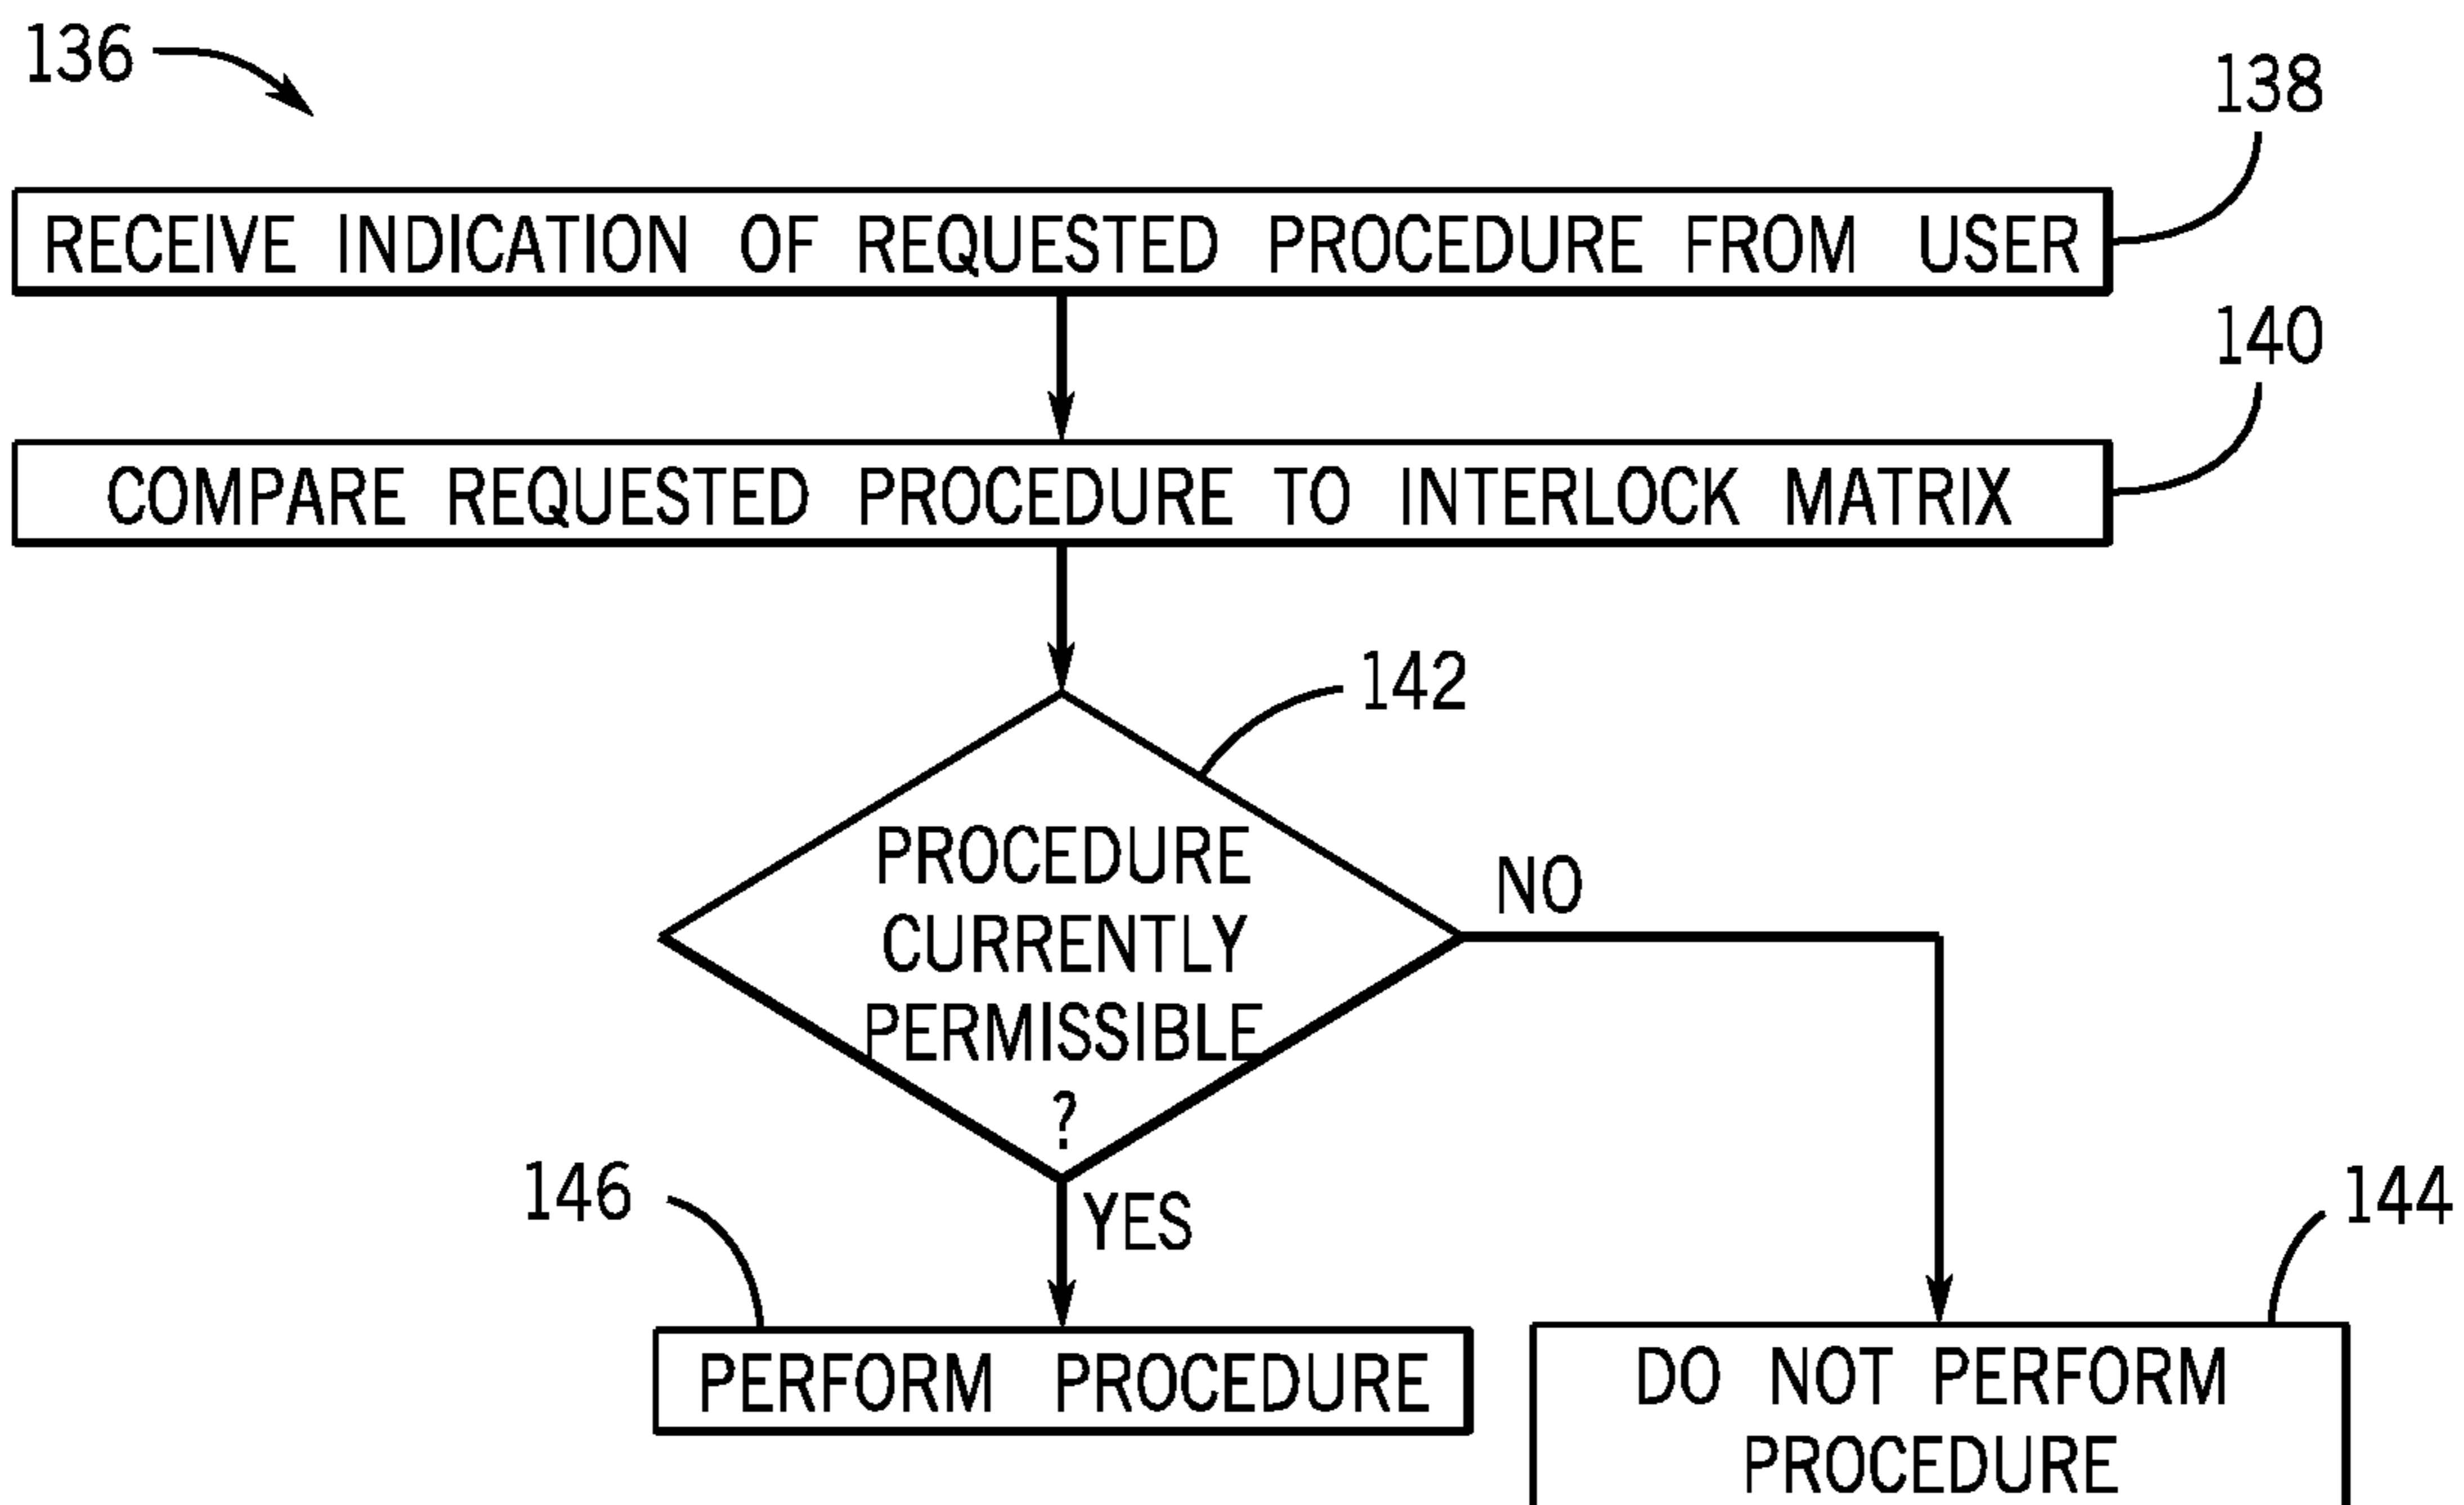 136
138
RECEIVE INDICATION OF REQUESTED PROCEDURE FROM USER
140
COMPARE REQUESTED PROCEDURE TO INTERLOCK MATRIX
142
PROCEDURE
CURRENTLY
PERMISSIBLE
?
NO
YES
146
144
PERFORM PROCEDURE
DO NOT PERFORM
PROCEDURE